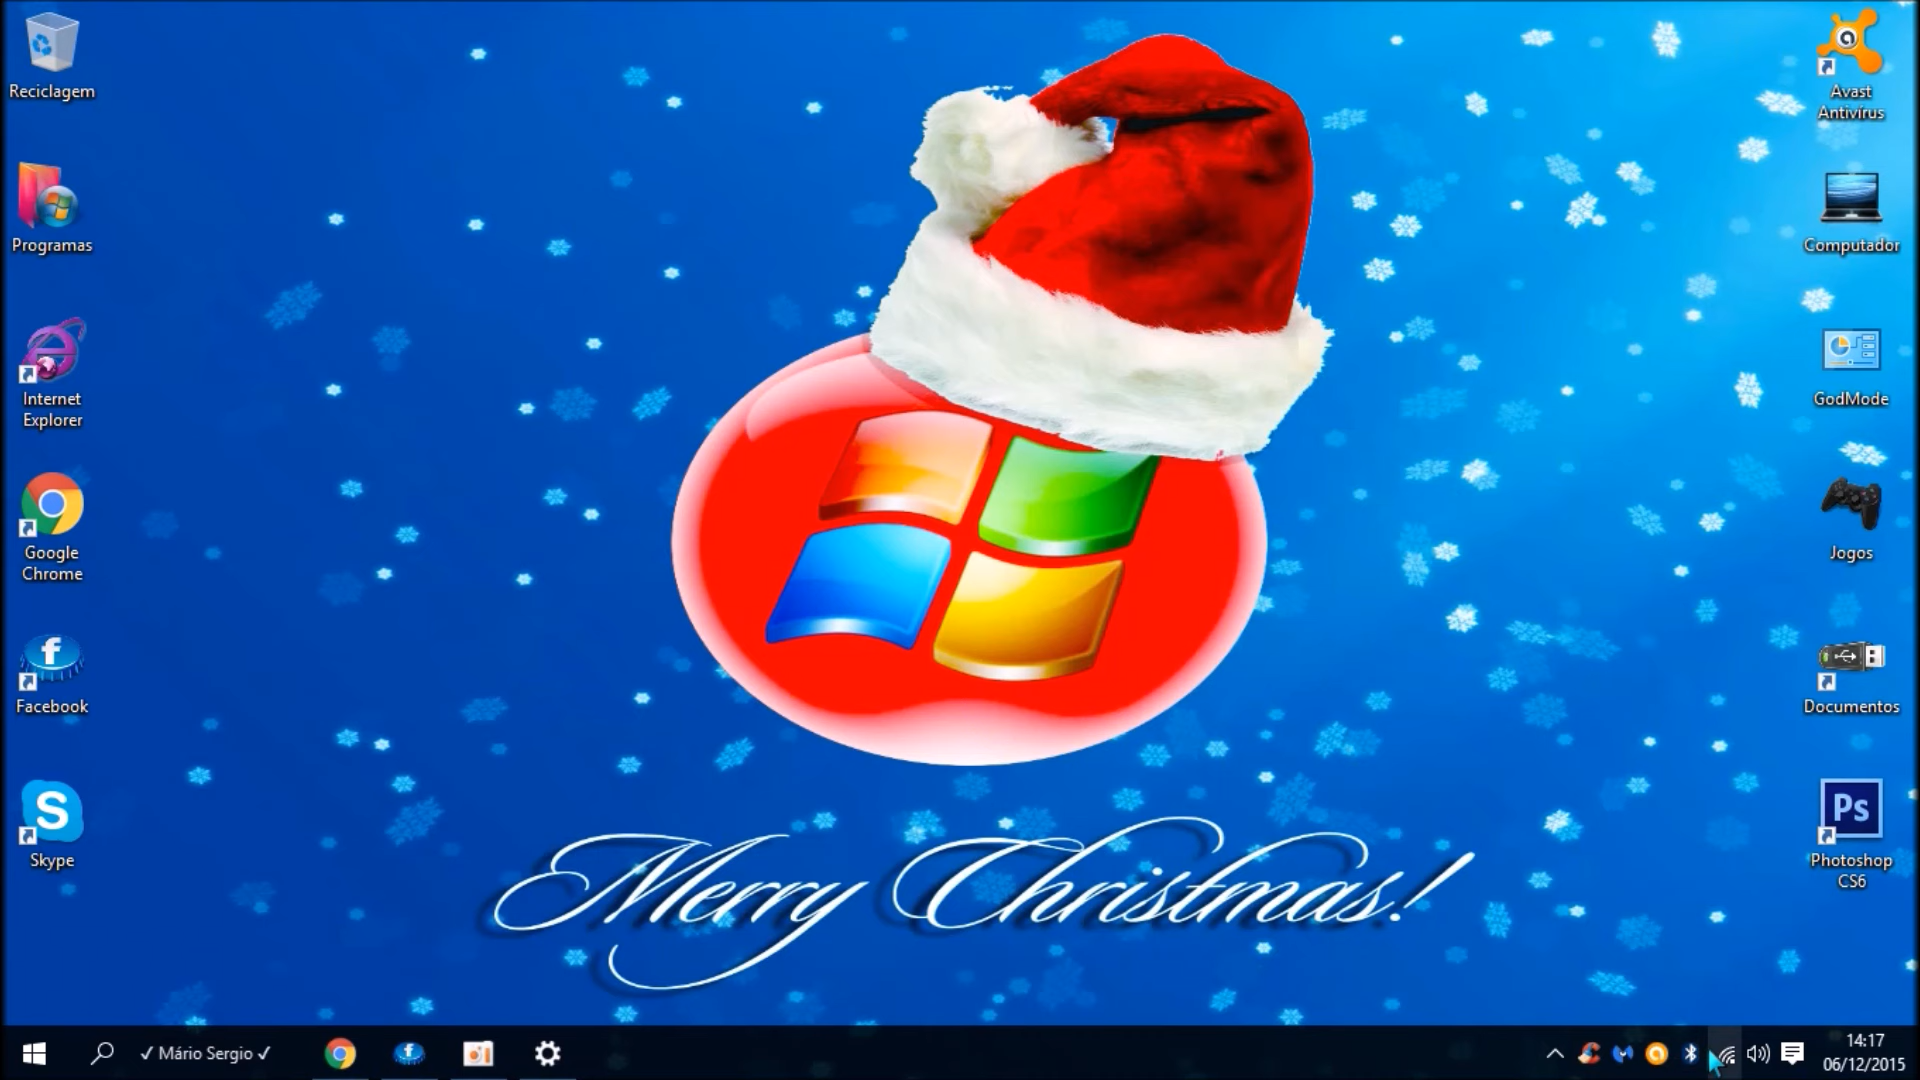 Reciclagem
Programas
Internet
Explorer
Google
Chrome
f
Facebook
S
Skype
a
Avast
Antivírus
Computador
GodMode
Jogos
Documentos
Ps
Photoshop
CS6
Merry Christmas!
✓ Mário Sergio ✓
f
14:17
06/12/2015